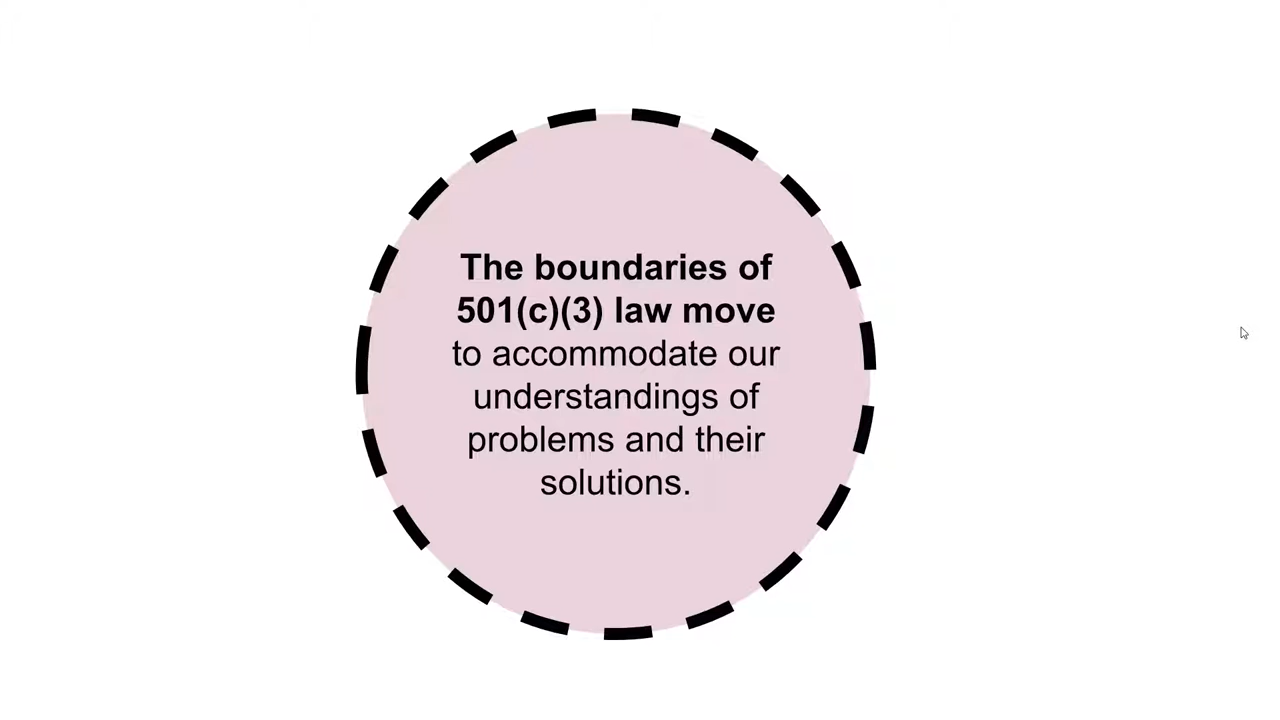 The boundaries of
501(c)(3) law move
to accommodate our
understandings of
problems and their
solutions.